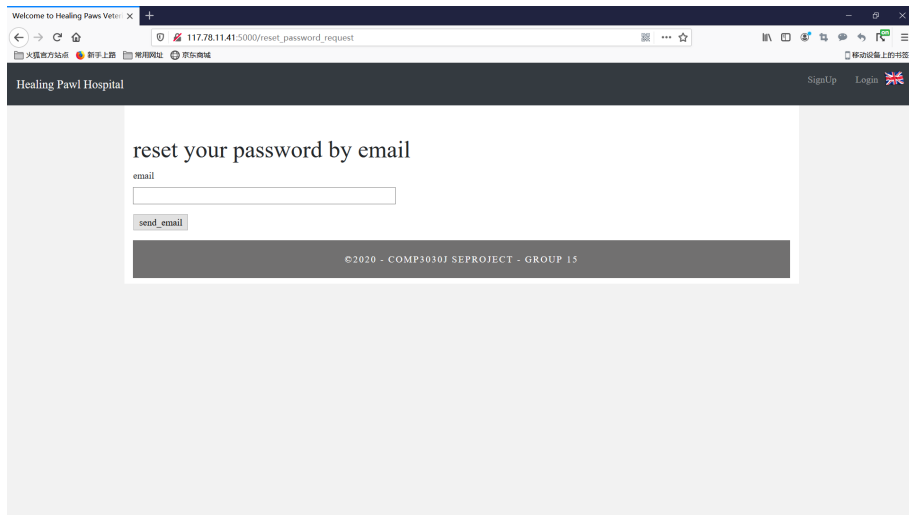 Welcome to Healing Paws Veteri
117.78.11.41:5000/reset_password_request
火狐官方站点 新手上路 常用网址 京东商城 移动设备上的书签
Healing Pawl Hospital SignUp Login
reset your password by email
email
send_email
©2020 - COMP3030J SEPROJECT - GROUP 15